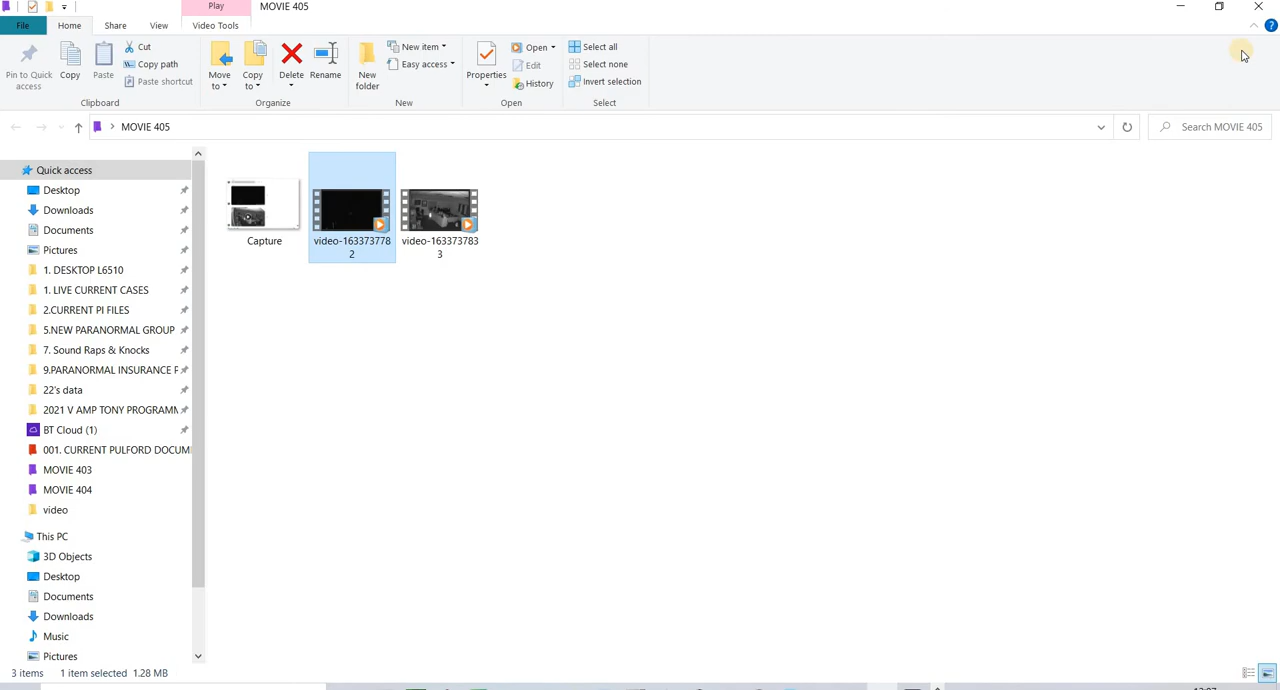 Play
MOVIE 405
File
Home
Share
View
Video Tools
Pin to Quick access
Copy
Paste
Cut
Copy path
Paste shortcut
Clipboard
Move to
Copy to
Delete
Rename
Organize
New folder
New item
Easy access
New
Properties
Open
Edit
History
Open
Select all
Select none
Invert selection
Select
MOVIE 405
Search MOVIE 405
Quick access
Desktop
Downloads
Documents
Pictures
1. DESKTOP L6510
1. LIVE CURRENT CASES
2.CURRENT PI FILES
5.NEW PARANORMAL GROUP
7. Sound Raps & Knocks
9.PARANORMAL INSURANCE F
22's data
2021 V AMP TONY PROGRAMM
BT Cloud (1)
001. CURRENT PULFORD DOCUM
MOVIE 403
MOVIE 404
video
This PC
3D Objects
Desktop
Documents
Downloads
Music
Pictures
Capture
video-163373778
2
video-163373783
3
3 items 1 item selected 1.28 MB